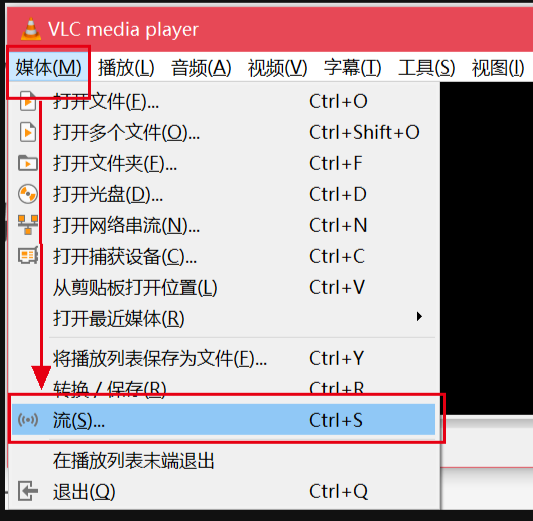 VLC media player
媒体(M) 播放(L) 音频(A) 视频(V) 字幕(T) 工具(S) 视图(I)
打开文件(F)... Ctrl+O
打开多个文件(O)... Ctrl+Shift+O
打开文件夹(F)... Ctrl+F
打开光盘(D)... Ctrl+D
打开网络串流(N)... Ctrl+N
打开捕获设备(C)... Ctrl+C
从剪贴板打开位置(L) Ctrl+V
打开最近媒体(R)
将播放列表保存为文件(F)... Ctrl+Y
转换 / 保存(R) Ctrl+R
流(S)... Ctrl+S
在播放列表末端退出
退出(Q) Ctrl+Q